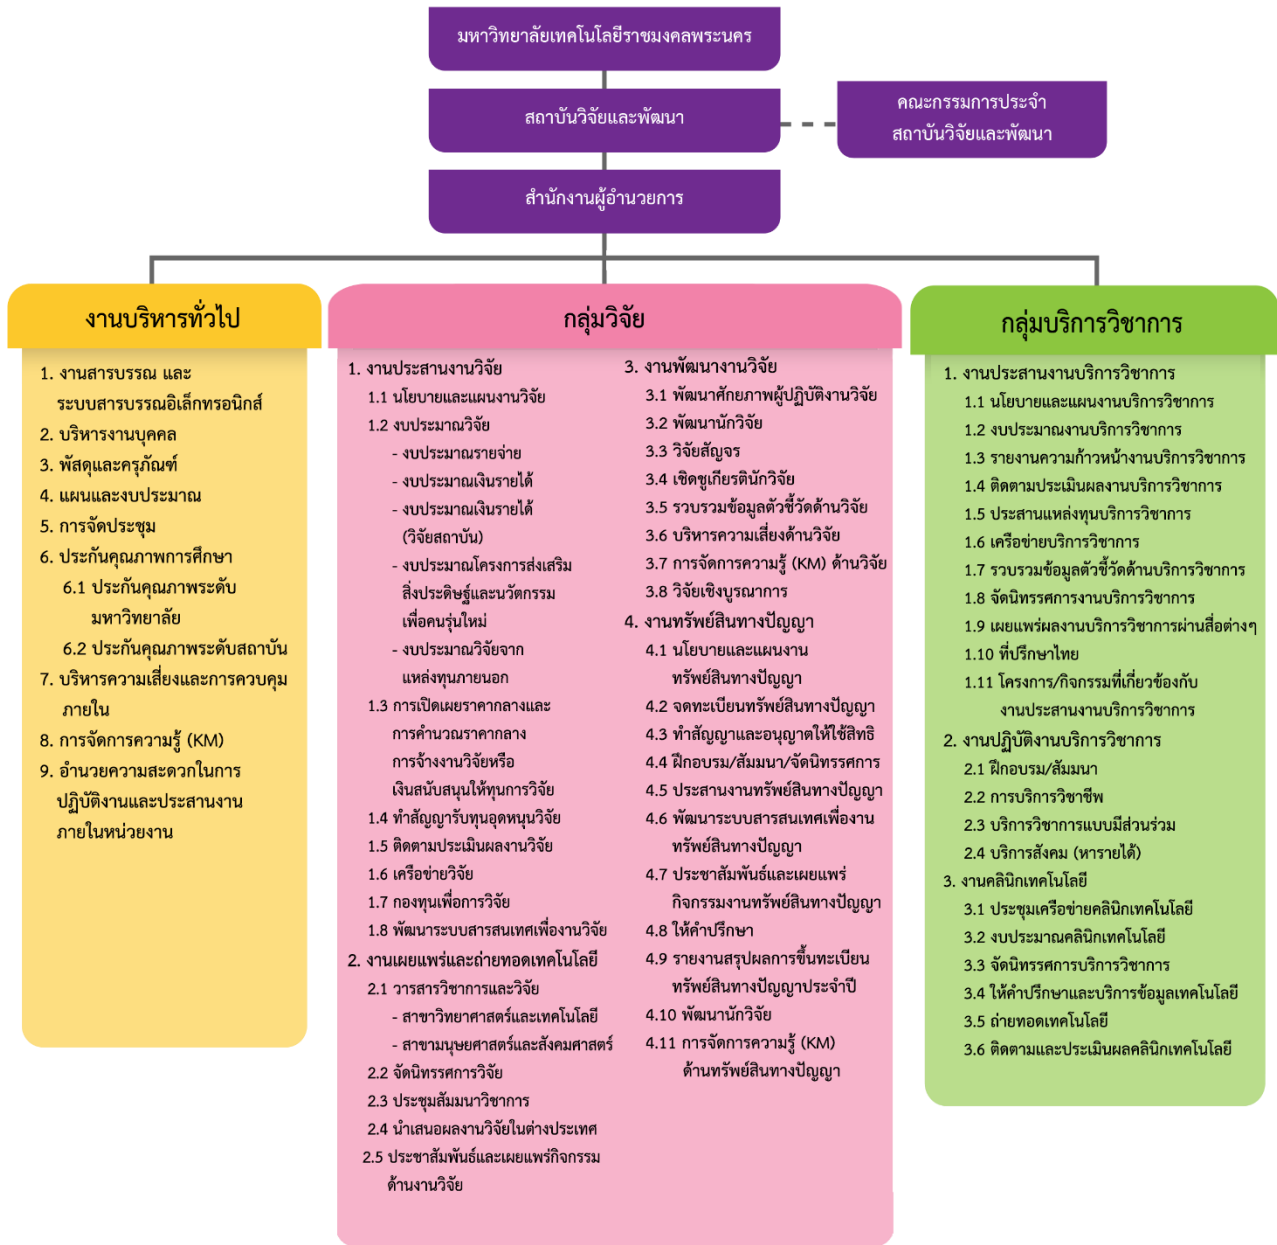 มหาวิทยาลัยเทคโนโลยีราชมงคลพระนคร
สถาบันวิจัยและพัฒนา
คณะกรรมการประจำ
สถาบันวิจัยและพัฒนา
สำนักงานผู้อำนวยการ
งานบริหารทั่วไป
1. งานสารบรรณ และ
ระบบสารบรรณอิเล็กทรอนิกส์
2. บริหารงานบุคคล
3. พัสดุและครุภัณฑ์
4. แผนและงบประมาณ
5. การจัดประชุม
6. ประกันคุณภาพการศึกษา
6.1 ประกันคุณภาพระดับ
มหาวิทยาลัย
6.2 ประกันคุณภาพระดับสถาบัน
7. บริหารความเสี่ยงและการควบคุม
ภายใน
8. การจัดการความรู้ (KM)
9. อำนวยความสะดวกในการ
ปฏิบัติงานและประสานงาน
ภายในหน่วยงาน
กลุ่มวิจัย
1. งานประสานงานวิจัย
1.1 นโยบายและแผนงานวิจัย
1.2 งบประมาณวิจัย
- งบประมาณรายจ่าย
- งบประมาณเงินรายได้
- งบประมาณเงินรายได้
(วิจัยสถาบัน)
- งบประมาณโครงการส่งเสริม
สิ่งประดิษฐ์และนวัตกรรม
เพื่อคนรุ่นใหม่
- งบประมาณวิจัยจาก
แหล่งทุนภายนอก
1.3 การเปิดเผยราคากลางและ
การคำนวณราคากลาง
การจ้างงานวิจัยหรือ
เงินสนับสนุนให้ทุนการวิจัย
1.4 ทำสัญญารับทุนอุดหนุนวิจัย
1.5 ติดตามประเมินผลงานวิจัย
1.6 เครือข่ายวิจัย
1.7 กองทุนเพื่อการวิจัย
1.8 พัฒนาระบบสารสนเทศเพื่องานวิจัย
2. งานเผยแพร่และถ่ายทอดเทคโนโลยี
2.1 วารสารวิชาการและวิจัย
- สาขาวิทยาศาสตร์และเทคโนโลยี
- สาขามนุษยศาสตร์และสังคมศาสตร์
2.2 จัดนิทรรศการวิจัย
2.3 ประชุมสัมมนาวิชาการ
2.4 นำเสนอผลงานวิจัยในต่างประเทศ
2.5 ประชาสัมพันธ์และเผยแพร่กิจกรรม
ด้านงานวิจัย
3. งานพัฒนางานวิจัย
3.1 พัฒนาศักยภาพผู้ปฏิบัติงานวิจัย
3.2 พัฒนานักวิจัย
3.3 วิจัยสัญจร
3.4 เชิดชูเกียรตินักวิจัย
3.5 รวบรวมข้อมูลตัวชี้วัดด้านวิจัย
3.6 บริหารความเสี่ยงด้านวิจัย
3.7 การจัดการความรู้ (KM) ด้านวิจัย
3.8 วิจัยเชิงบูรณาการ
4. งานทรัพย์สินทางปัญญา
4.1 นโยบายและแผนงาน
ทรัพย์สินทางปัญญา
4.2 จดทะเบียนทรัพย์สินทางปัญญา
4.3 ทำสัญญาและอนุญาตให้ใช้สิทธิ
4.4 ฝึกอบรม/สัมมนา/จัดนิทรรศการ
4.5 ประสานงานทรัพย์สินทางปัญญา
4.6 พัฒนาระบบสารสนเทศเพื่องาน
ทรัพย์สินทางปัญญา
4.7 ประชาสัมพันธ์และเผยแพร่
กิจกรรมงานทรัพย์สินทางปัญญา
4.8 ให้คำปรึกษา
4.9 รายงานสรุปผลการขึ้นทะเบียน
ทรัพย์สินทางปัญญาประจำปี
4.10 พัฒนานักวิจัย
4.11 การจัดการความรู้ (KM)
ด้านทรัพย์สินทางปัญญา
กลุ่มบริการวิชาการ
1. งานประสานงานบริการวิชาการ
1.1 นโยบายและแผนงานบริการวิชาการ
1.2 งบประมาณงานบริการวิชาการ
1.3 รายงานความก้าวหน้างานบริการวิชาการ
1.4 ติดตามประเมินผลงานบริการวิชาการ
1.5 ประสานแหล่งทุนบริการวิชาการ
1.6 เครือข่ายบริการวิชาการ
1.7 รวบรวมข้อมูลตัวชี้วัดด้านบริการวิชาการ
1.8 จัดนิทรรศการงานบริการวิชาการ
1.9 เผยแพร่ผลงานบริการวิชาการผ่านสื่อต่างๆ
1.10 ที่ปรึกษาไทย
1.11 โครงการ/กิจกรรมที่เกี่ยวข้องกับ
งานประสานงานบริการวิชาการ
2. งานปฏิบัติงานบริการวิชาการ
2.1 ฝึกอบรม/สัมมนา
2.2 การบริการวิชาชีพ
2.3 บริการวิชาการแบบมีส่วนร่วม
2.4 บริการสังคม (หารายได้)
3. งานคลินิกเทคโนโลยี
3.1 ประชุมเครือข่ายคลินิกเทคโนโลยี
3.2 งบประมาณคลินิกเทคโนโลยี
3.3 จัดนิทรรศการบริการวิชาการ
3.4 ให้คำปรึกษาและบริการข้อมูลเทคโนโลยี
3.5 ถ่ายทอดเทคโนโลยี
3.6 ติดตามและประเมินผลคลินิกเทคโนโลยี